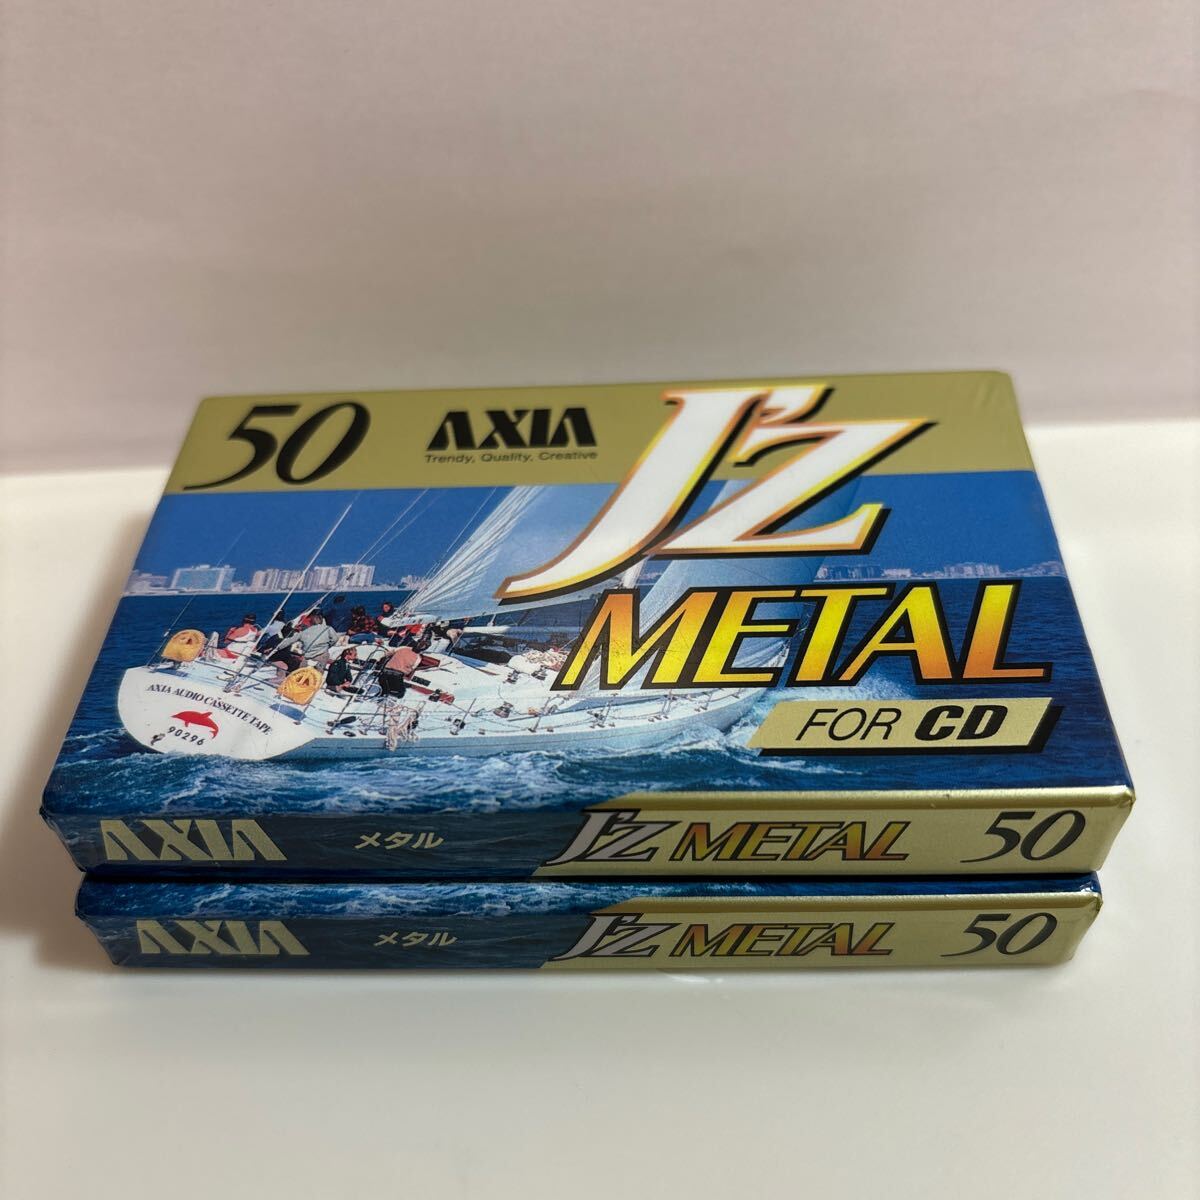 50
AXIA
Trendy, Quality, Creative
J'Z
METAL
FOR CD
AXIA AUDIO CASSETTE TAPE
90296
AXIA メタル J'Z METAL 50
AXIA メタル J'Z METAL 50